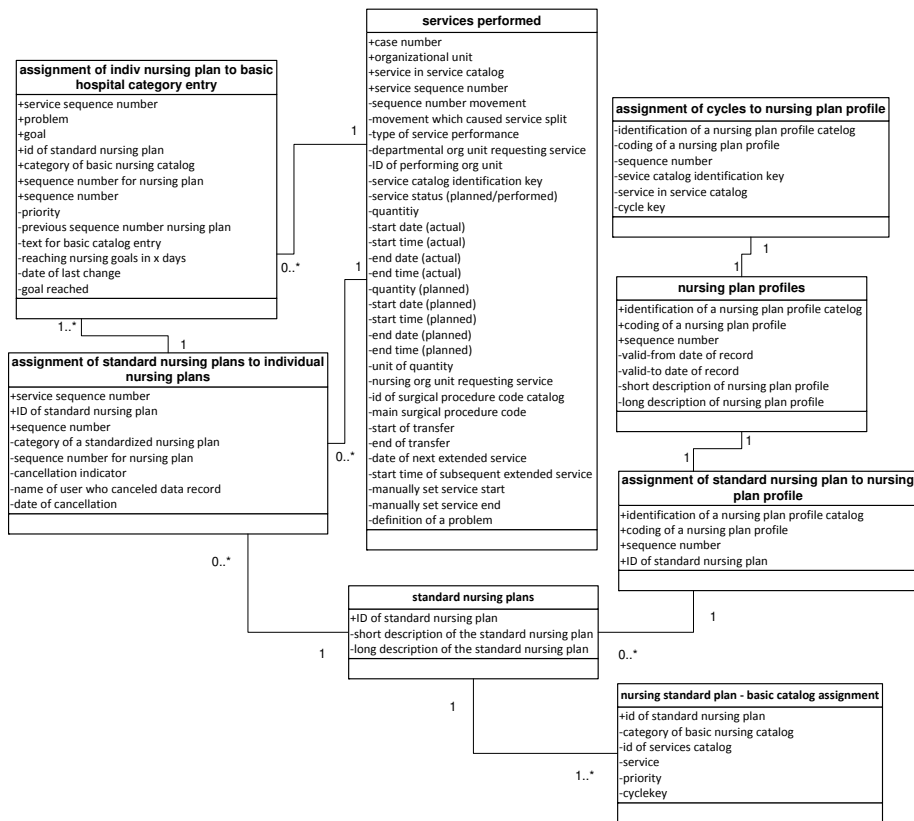 services performed
+case number
+organizational unit
+service in service catalog
+service sequence number
-sequence number movement
-movement which caused service split
-type of service performance
-departmental org unit requesting service
-ID of performing org unit
-service catalog identification key
-service status (planned/performed)
-quantitiy
-start date (actual)
-start time (actual)
-end date (actual)
-end time (actual)
-quantity (planned)
-start date (planned)
-start time (planned)
-end date (planned)
-end time (planned)
-unit of quantity
-nursing org unit requesting service
-id of surgical procedure code catalog
-main surgical procedure code
-start of transfer
-end of transfer
-date of next extended service
-start time of subsequent extended service
-manually set service start
-manually set service end
-definition of a problem
assignment of indiv nursing plan to basic
hospital category entry
+service sequence number
+problem
+goal
+id of standard nursing plan
+category of basic nursing catalog
+sequence number for nursing plan
+sequence number
-priority
-previous sequence number nursing plan
-text for basic catalog entry
-reaching nursing goals in x days
-date of last change
-goal reached
1
0..*
1
0..*
1..*
1
assignment of standard nursing plans to individual
nursing plans
+service sequence number
+ID of standard nursing plan
+sequence number
-category of a standardized nursing plan
-sequence number for nursing plan
-cancellation indicator
-name of user who canceled data record
-date of cancellation
0..*
1
assignment of cycles to nursing plan profile
-identification of a nursing plan profile catelog
-coding of a nursing plan profile
-sequence number
-sevice catalog identification key
-service in service catalog
-cycle key
1
1
nursing plan profiles
+identification of a nursing plan profile catelog
+coding of a nursing plan profile
+sequence number
-valid-from date of record
-valid-to date of record
-short description of nursing plan profile
-long description of nursing plan profile
1
1
assignment of standard nursing plan to nursing
plan profile
+identification of a nursing plan profile catalog
+coding of a nursing plan profile
+sequence number
+ID of standard nursing plan
1
0..*
standard nursing plans
+ID of standard nursing plan
-short description of the standard nursing plan
-long description of the standard nursing plan
1
1..*
nursing standard plan - basic catalog assignment
+id of standard nursing plan
-category of basic nursing catalog
-id of services catalog
-service
-priority
-cyclekey